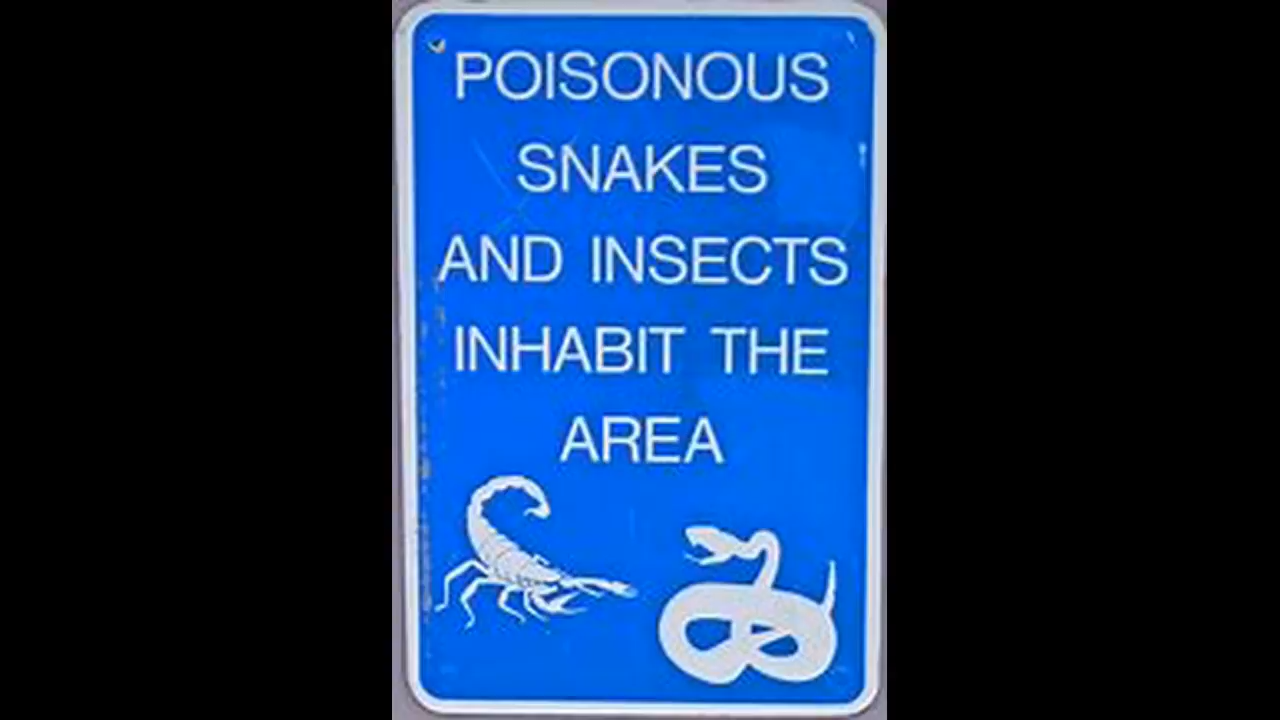 POISONOUS
SNAKES
AND INSECTS
INHABIT THE
AREA